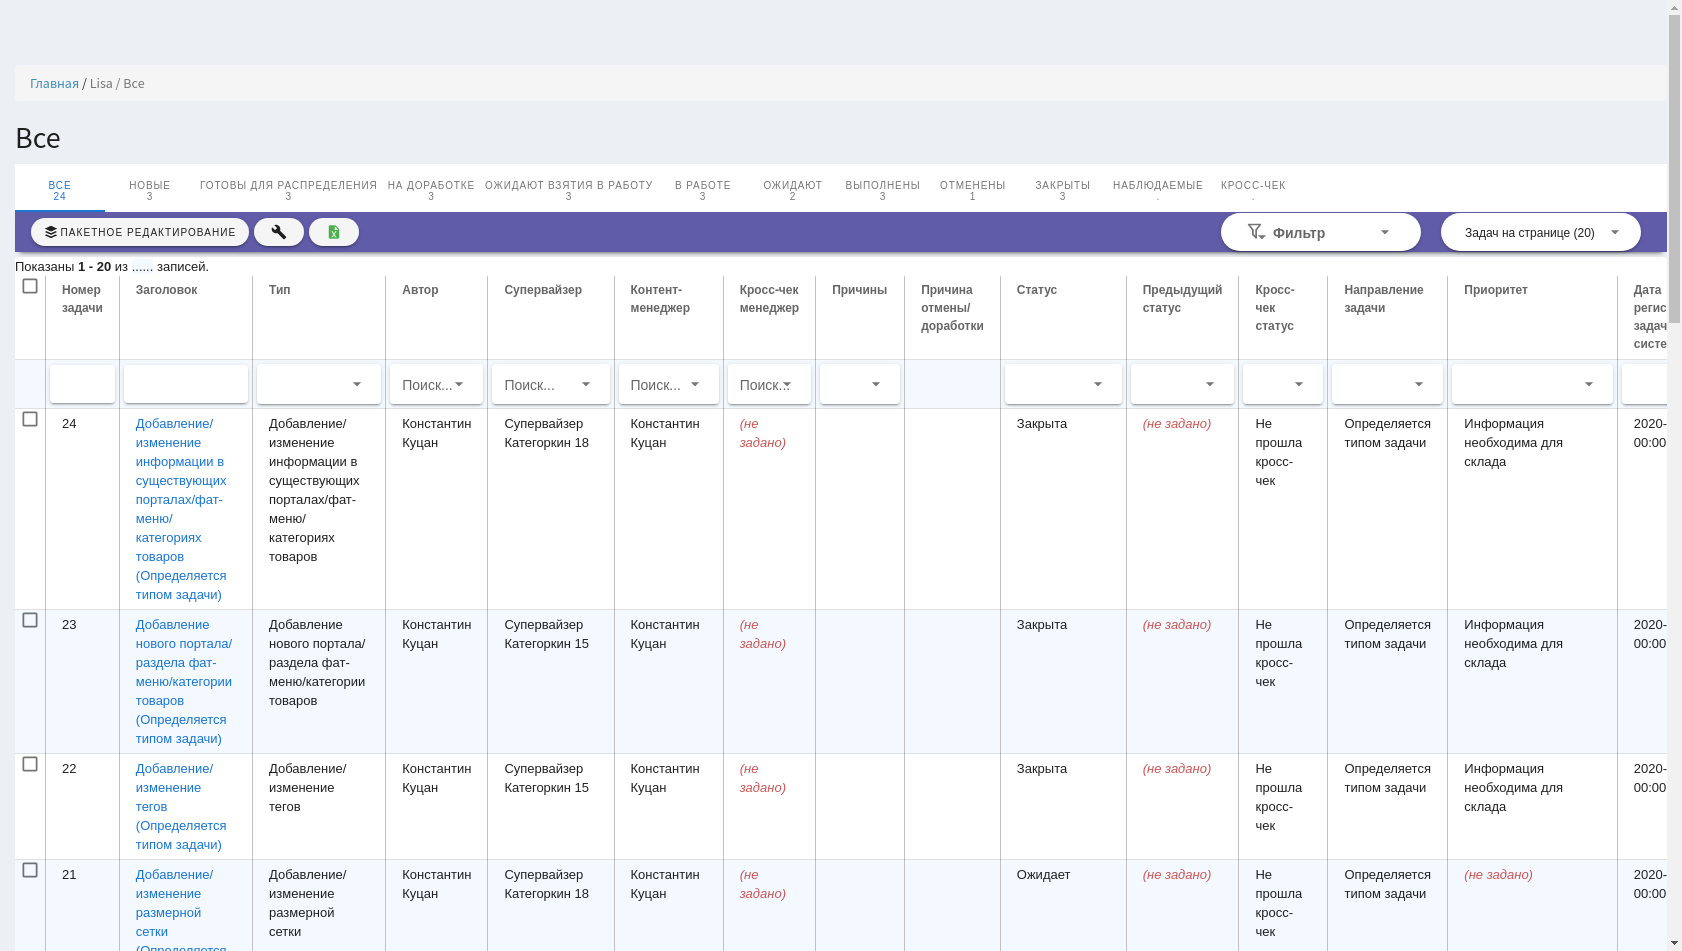 Главная / Lisa / Все
Все
ВСЕ НОВЫЕ ГОТОВЫ ДЛЯ РАСПРЕДЕЛЕНИЯ НА ДОРАБОТКЕ ОЖИДАЮТ ВЗЯТИЯ В РАБОТУ В РАБОТЕ ОЖИДАЮТ ВЫПОЛНЕНЫ ОТМЕНЕНЫ ЗАКРЫТЫ НАБЛЮДАЕМЫЕ КРОСС-ЧЕК
24 3 3 3 3 3 2 3 1 3 . .
ПАКЕТНОЕ РЕДАКТИРОВАНИЕ Фильтр Задач на странице (20)
Показаны 1 - 20 из ...... записей.
Номер Заголовок Тип Автор Супервайзер Контент- Кросс-чек Причины Причина Статус Предыдущий Кросс- Направление Приоритет Дата
задачи менеджер менеджер отмены/ статус чек задачи регис
доработки статус задач
систе
Поиск... Поиск... Поиск... Поиск...
24 Добавление/ Добавление/ Константин Супервайзер Константин (не Закрыта (не задано) Не Определяется Информация 2020-
изменение изменение Куцан Категоркин 18 Куцан задано) прошла типом задачи необходима для 00:00
информации в информации в кросс- склада
существующих существующих чек
порталах/фат- порталах/фат-
меню/ меню/
категориях категориях
товаров товаров
(Определяется
типом задачи)
23 Добавление Добавление Константин Супервайзер Константин (не Закрыта (не задано) Не Определяется Информация 2020-
нового портала/ нового портала/ Куцан Категоркин 15 Куцан задано) прошла типом задачи необходима для 00:00
раздела фат- раздела фат- кросс- склада
меню/категории меню/категории чек
товаров товаров
(Определяется
типом задачи)
22 Добавление/ Добавление/ Константин Супервайзер Константин (не Закрыта (не задано) Не Определяется Информация 2020-
изменение изменение Куцан Категоркин 15 Куцан задано) прошла типом задачи необходима для 00:00
тегов тегов кросс- склада
(Определяется чек
типом задачи)
21 Добавление/ Добавление/ Константин Супервайзер Константин (не Ожидает (не задано) Не Определяется (не задано) 2020-
изменение изменение Куцан Категоркин 18 Куцан задано) прошла типом задачи 00:00
размерной размерной кросс-
сетки сетки чек
(Определяется